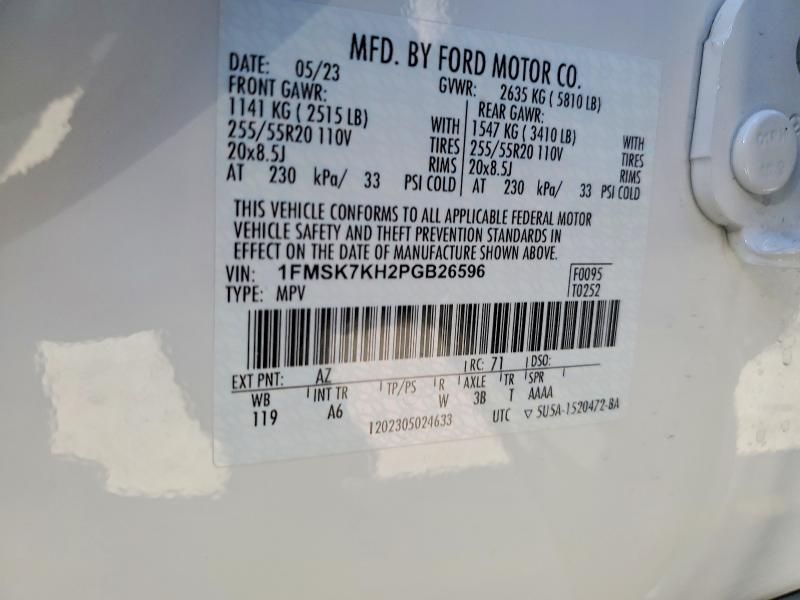 MFD. BY FORD MOTOR CO.
DATE: 05/23 GVWR: 2635 KG ( 5810 LB)
FRONT GAWR: REAR GAWR:
1141 KG ( 2515 LB) WITH 1547 KG ( 3410 LB) WITH
255/55R20 110V TIRES 255/55R20 110V TIRES
20x8.5J RIMS 20x8.5J RIMS
AT 230 kPa/ 33 PSI COLD AT 230 kPa/ 33 PSI COLD
THIS VEHICLE CONFORMS TO ALL APPLICABLE FEDERAL MOTOR
VEHICLE SAFETY AND THEFT PREVENTION STANDARDS IN
EFFECT ON THE DATE OF MANUFACTURE SHOWN ABOVE.
VIN: 1FMSK7KH2PGB26596 F0095
TYPE: MPV T0252
EXT PNT: AZ RC: 71 DSO:
WB INT TR TP/PS R AXLE TR SPR
119 A6 W 3B T AAAA
1202305024633 UTC 5U5A-1520472-BA